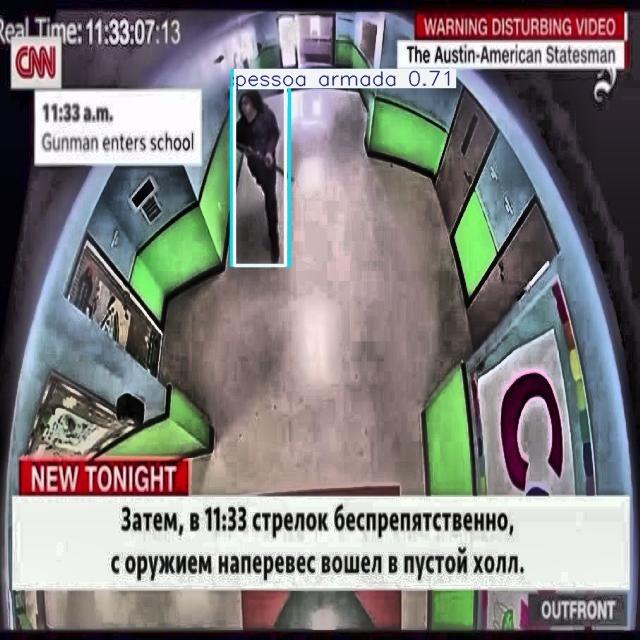 Real Time: 11:33:07:13
WARNING DISTURBING VIDEO
The Austin-American Statesman
CNN
pessoa armada 0.71
11:33 a.m.
Gunman enters school
C
NEW TONIGHT
Затем, в 11:33 стрелок беспрепятственно,
с оружием наперевес вошел в пустой холл.
OUTFRONT